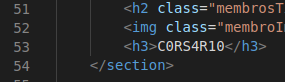 51 <h2 class="membrosT
52 <img class="membroI
53 <h3>C0RS4R10</h3>
54 </section>